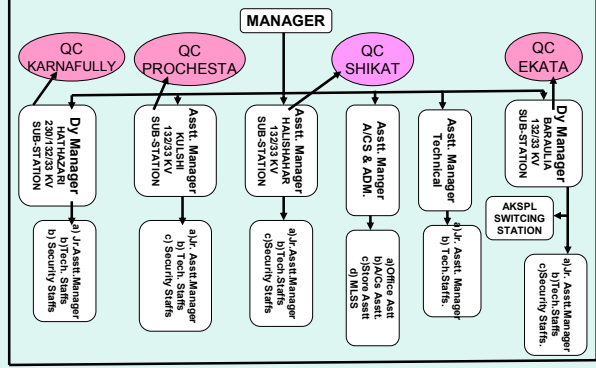 MANAGER
QC
KARNAFULLY
QC
PROCHESTA
QC
SHIKAT
QC
EKATA
Dy Manager
HATHAZARI
230/132/33 KV
SUB-STATION
Asstt. Manager
KULSHI
132/33 KV
SUB-STATION
Asstt. Manager
HALISHAHAR
132/33 KV
SUB-STATION
Asstt. Manger
A/CS & ADM.
Asstt. Manager
Technical
Dy Manager
BARAULIA
132/33 KV
SUB-STATION
AKSPL
SWITCING
STATION
a) Jr.Asstt.Manager
b)Tech. Staffs
b) Security Staffs
a)Jr.Asstt.Manager
b) Tech. Staffs
c) Security Staffs
a)Jr.Asstt.Manager
b)Tech. Staffs
c)Security Staffs
a)Office Astt
b)A/Cs Asstt.
c)Store Asstt
d) MLSS
a)Jr. Asstt. Manager
b) Tech.Staffs.
a)Jr. Asstt.Manager
b)Tech.Staffs
c)Security Staffs.